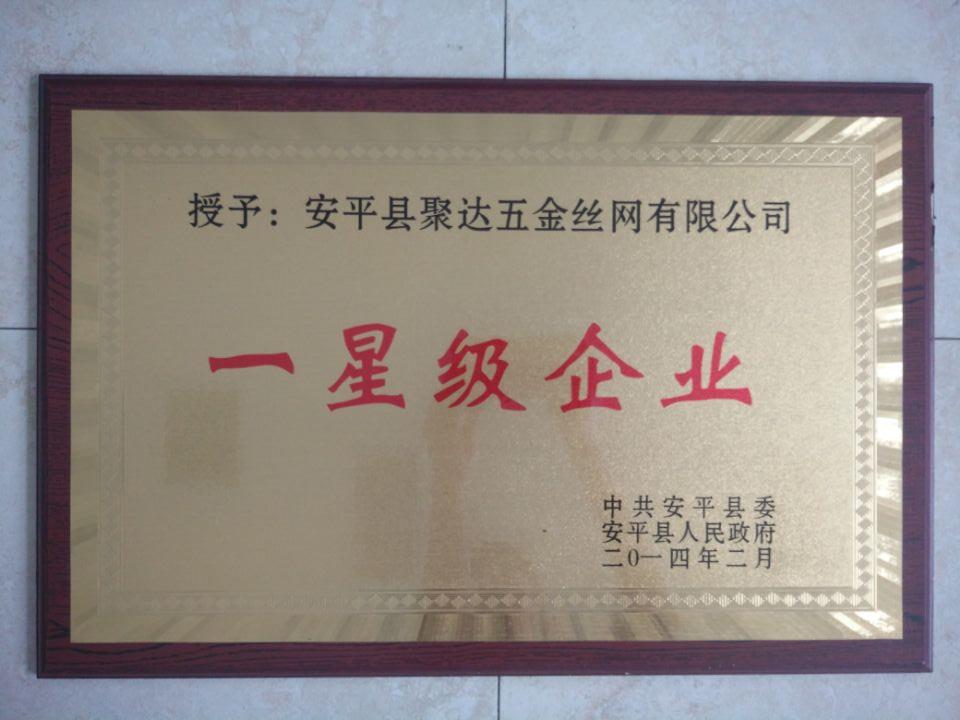 授予：安平县聚达五金丝网有限公司
一星级企业
中共安平县委
安平县人民政府
二0一四年二月